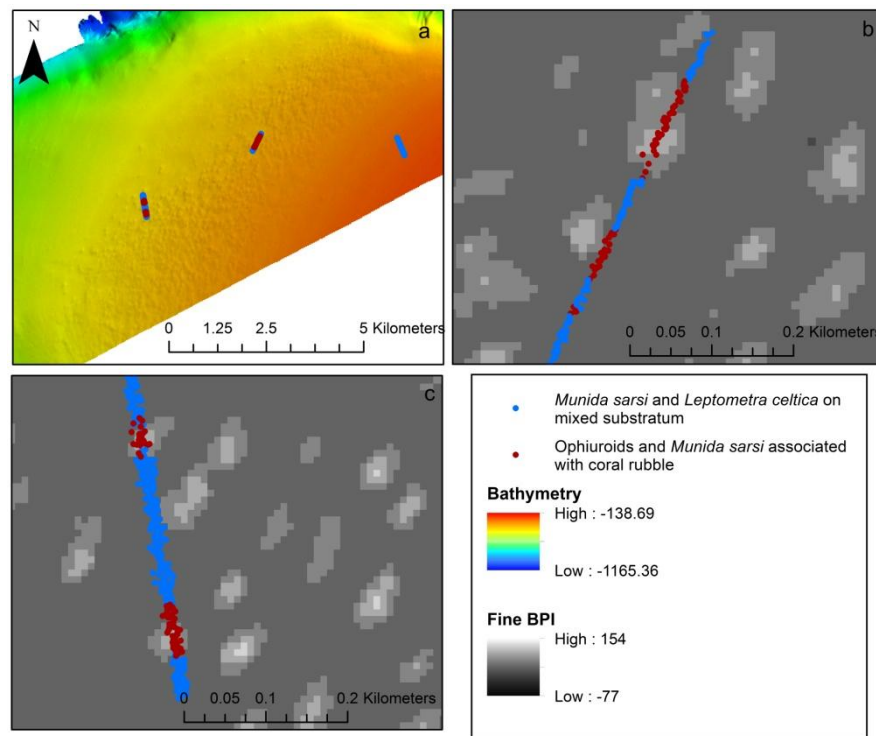 N
a
0 1.25 2.5 5 Kilometers
b
0 0.05 0.1 0.2 Kilometers
c
0 0.05 0.1 0.2 Kilometers
Munida sarsi and Leptometra celtica on
mixed substratum
Ophiuroids and Munida sarsi associated
with coral rubble
Bathymetry
High : -138.69
Low : -1165.36
Fine BPI
High : 154
Low : -77